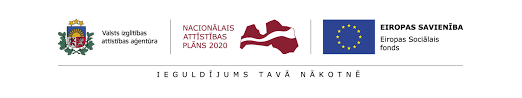 Valsts izglītības
attīstības aģentūra
NACIONĀLAIS
ATTĪSTĪBAS
PLĀNS 2020
EIROPAS SAVIENĪBA
Eiropas Sociālais
fonds
IEGULDĪJUMS TAVĀ NĀKOTNĒ